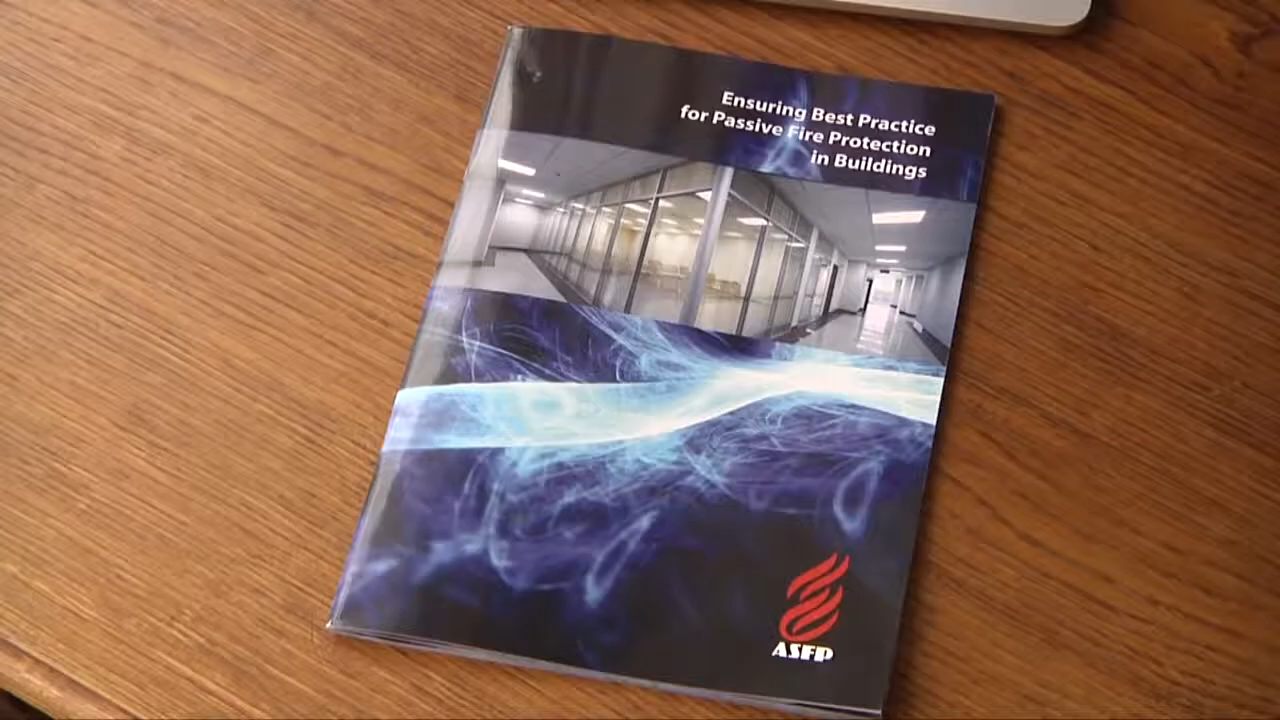 Ensuring Best Practice
for Passive Fire Protection
in Buildings
ASFP